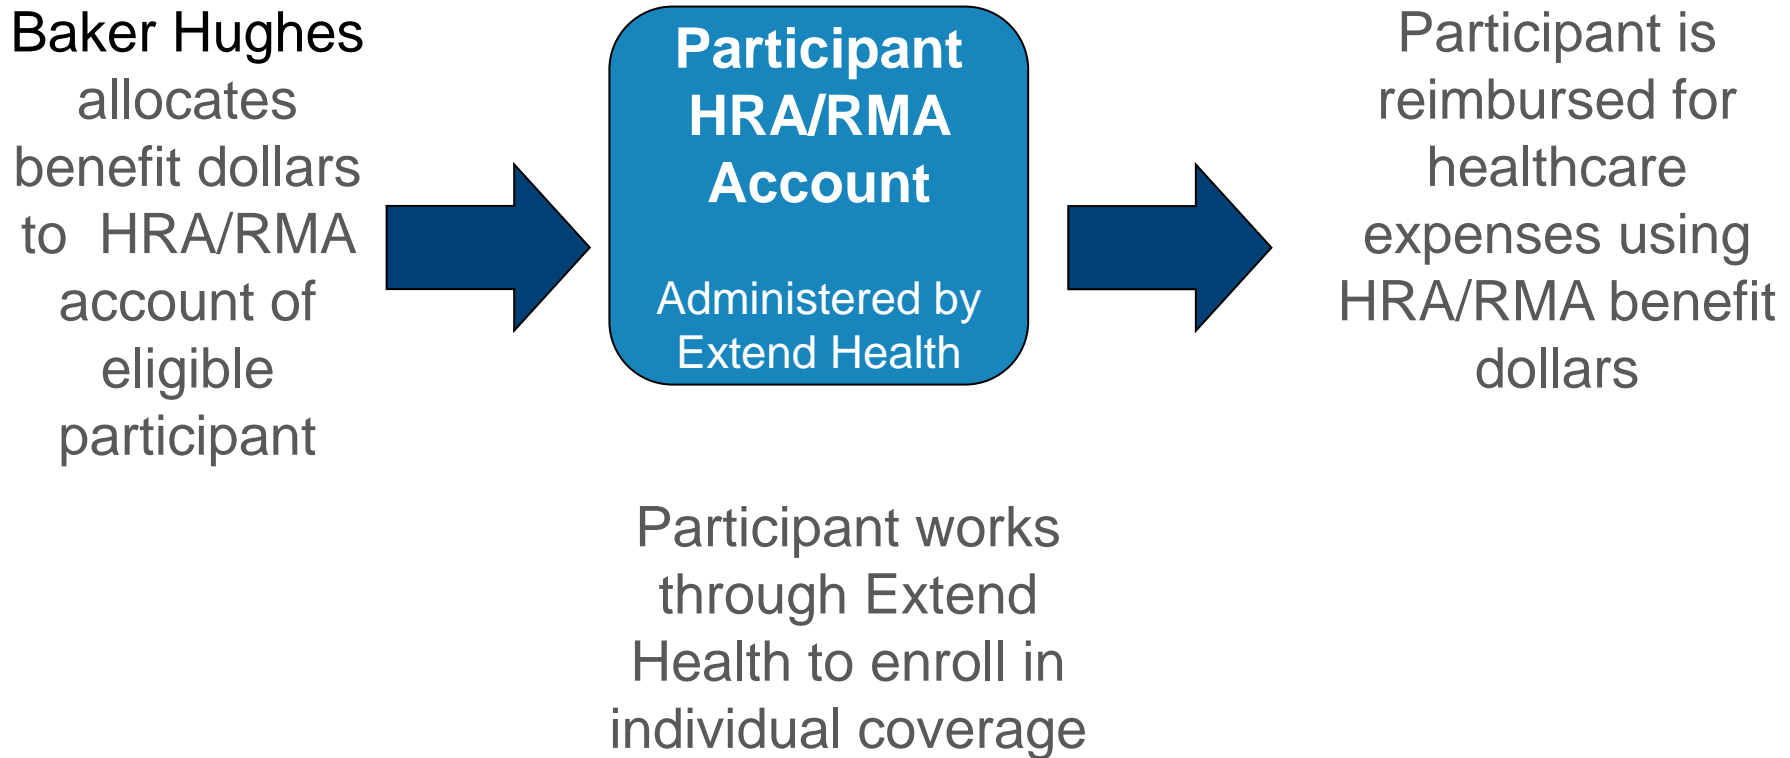 Baker Hughes
allocates
benefit dollars
to HRA/RMA
account of
eligible
participant
Participant
HRA/RMA
Account
Administered by
Extend Health
Participant works
through Extend
Health to enroll in
individual coverage
Participant is
reimbursed for
healthcare
expenses using
HRA/RMA benefit
dollars